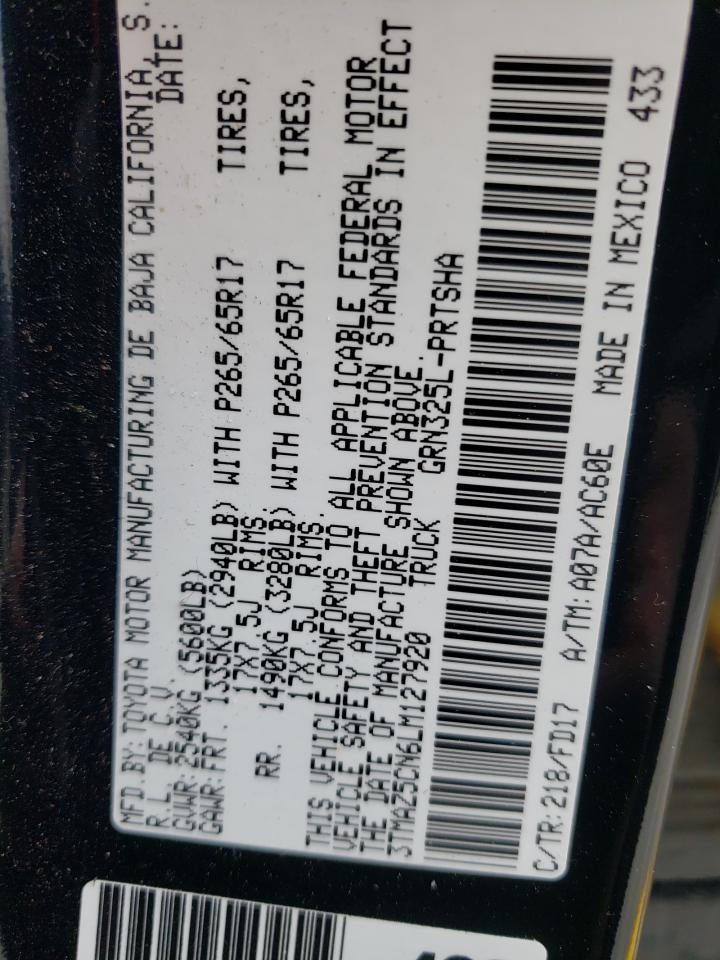 MFD.BY:TOYOTA MOTOR MANUFACTURING DE BAJA CALIFORNIA, S.
R.L. DE C.V. DATE:
GVWR:2540KG (5600LB)
GAWR:FRT. 1335KG (2940LB) WITH P265/65R17 TIRES,
17X7.5J RIMS
RR. 1490KG (3280LB) WITH P265/65R17 TIRES,
17X7.5J RIMS.
THIS VEHICLE CONFORMS TO ALL APPLICABLE FEDERAL MOTOR
VEHICLE SAFETY AND THEFT PREVENTION STANDARDS IN EFFECT
THE DATE OF MANUFACTURE SHOWN ABOVE.
3TMAZ5CN6LM127920 TRUCK GRN325L-PRTSHA
C/TR:218/FD17 A/TM:A07A/AC60E MADE IN MEXICO 433